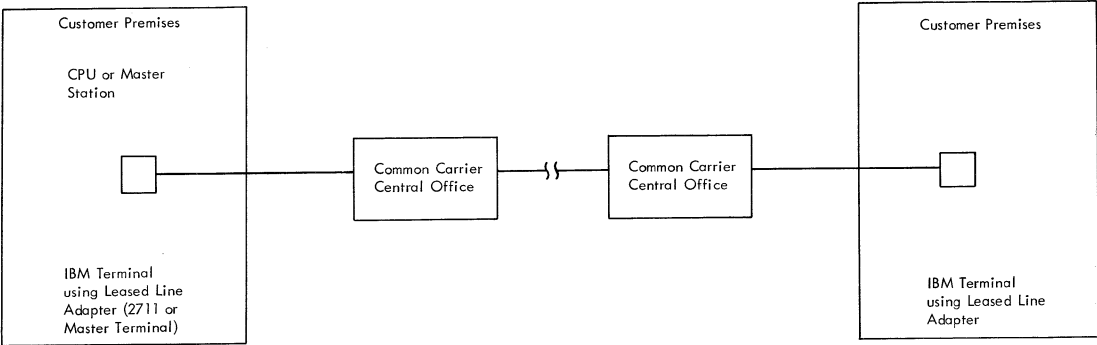 Customer Premises
CPU or Master
Station
IBM Terminal
using Leased Line
Adapter (2711 or
Master Terminal)
Common Carrier
Central Office
Common Carrier
Central Office
Customer Premises
IBM Terminal
using Leased Line
Adapter